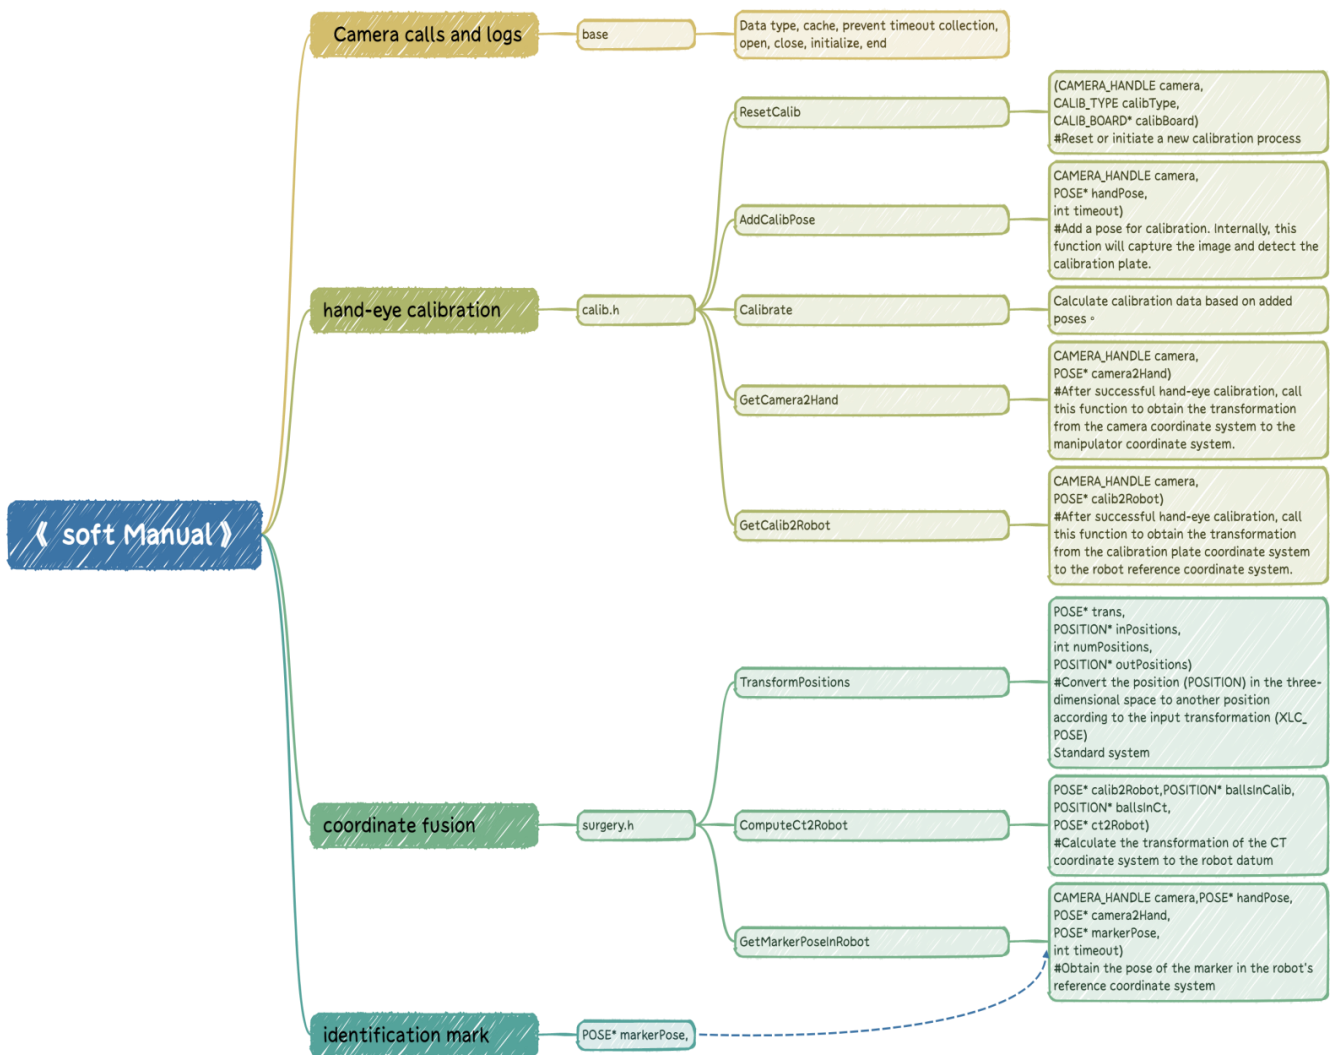 《 soft Manual 》
Camera calls and logs
base
Data type, cache, prevent timeout collection,
open, close, initialize, end
hand-eye calibration
calib.h
ResetCalib
(CAMERA_HANDLE camera,
CALIB_TYPE calibType,
CALIB_BOARD* calibBoard)
#Reset or initiate a new calibration process
AddCalibPose
CAMERA_HANDLE camera,
POSE* handPose,
int timeout)
#Add a pose for calibration. Internally, this
function will capture the image and detect the
calibration plate.
Calibrate
Calculate calibration data based on added
poses。
GetCamera2Hand
CAMERA_HANDLE camera,
POSE* camera2Hand)
#After successful hand-eye calibration, call
this function to obtain the transformation
from the camera coordinate system to the
manipulator coordinate system.
GetCalib2Robot
CAMERA_HANDLE camera,
POSE* calib2Robot)
#After successful hand-eye calibration, call
this function to obtain the transformation
from the calibration plate coordinate system
to the robot reference coordinate system.
coordinate fusion
surgery.h
TransformPositions
POSE* trans,
POSITION* inPositions,
int numPositions,
POSITION* outPositions)
#Convert the position (POSITION) in the three-
dimensional space to another position
according to the input transformation (XLC_
POSE)
Standard system
ComputeCt2Robot
POSE* calib2Robot,POSITION* ballsInCalib,
POSITION* ballsInCt,
POSE* ct2Robot)
#Calculate the transformation of the CT
coordinate system to the robot datum
GetMarkerPoseInRobot
CAMERA_HANDLE camera,POSE* handPose,
POSE* camera2Hand,
POSE* markerPose,
int timeout)
#Obtain the pose of the marker in the robot's
reference coordinate system
identification mark
POSE* markerPose,